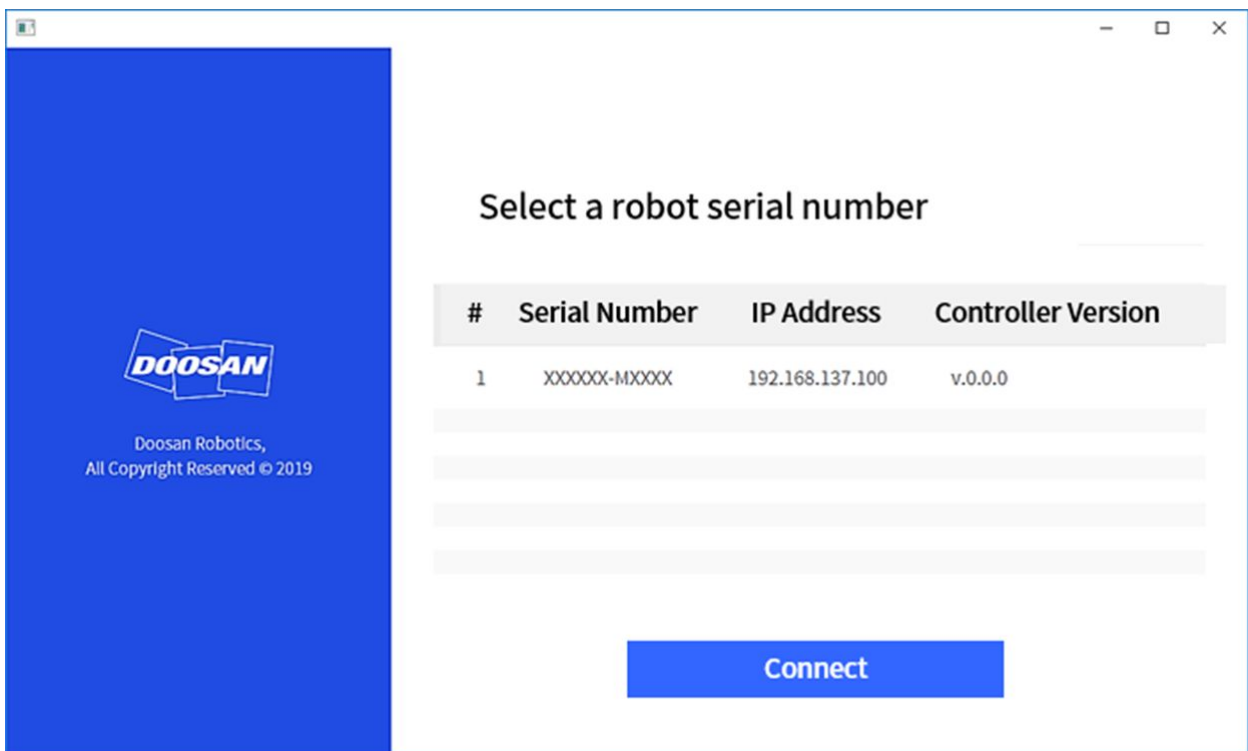 DOOSAN
Doosan Robotics,
All Copyright Reserved © 2019
Select a robot serial number
# Serial Number IP Address Controller Version
1 XXXXXX-MXXXX 192.168.137.100 v.0.0.0
Connect